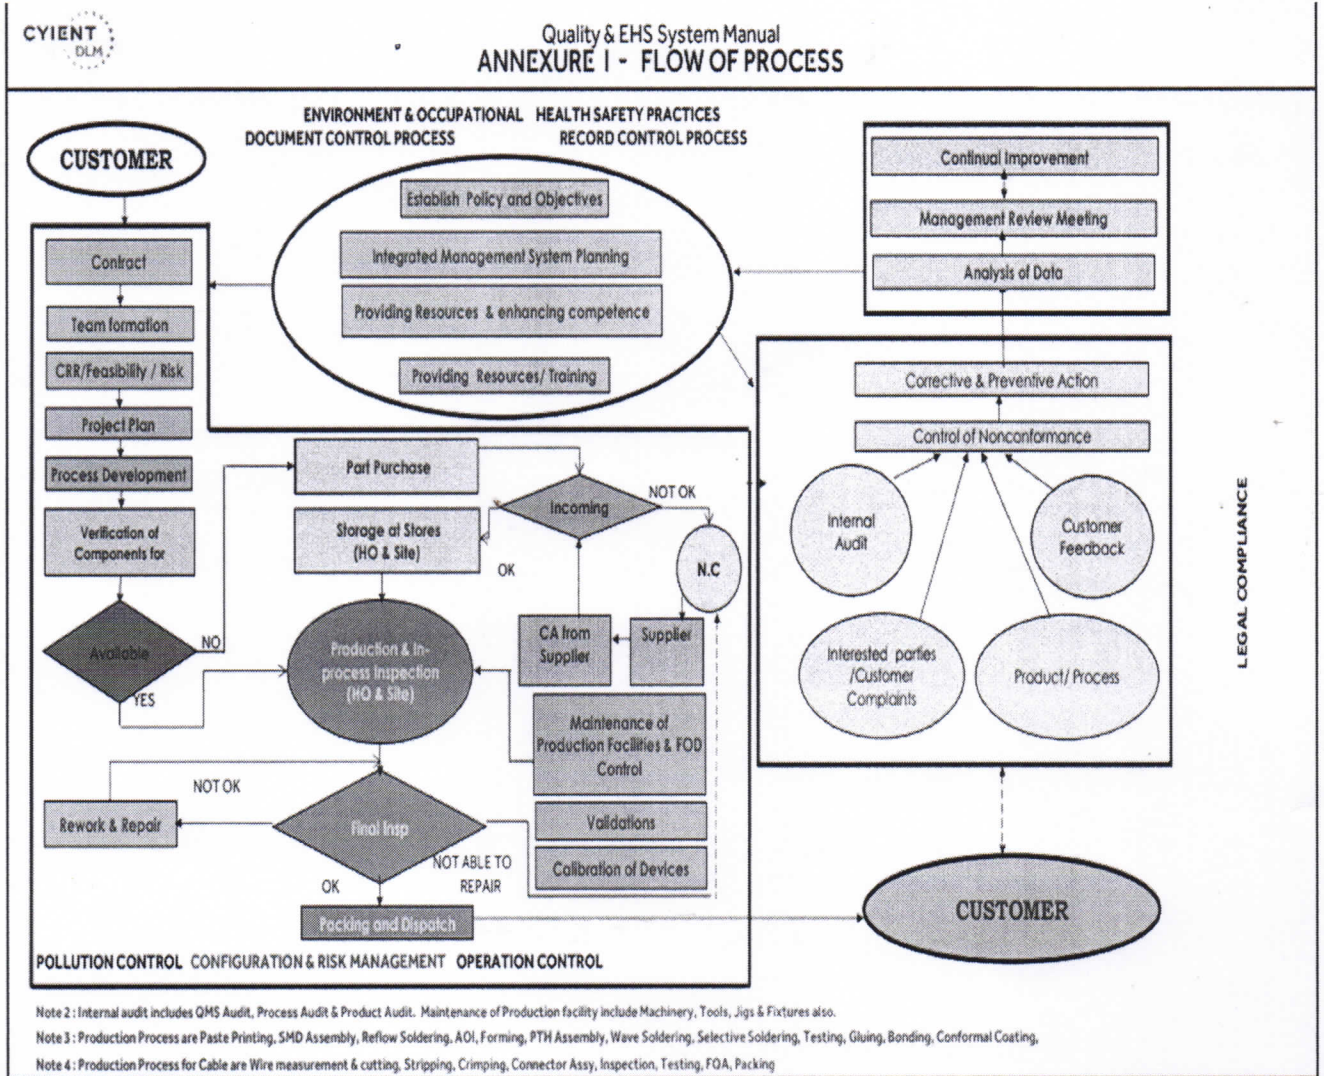 CYIENT
DLM
Quality & EHS System Manual
ANNEXURE I - FLOW OF PROCESS
ENVIRONMENT & OCCUPATIONAL HEALTH SAFETY PRACTICES
DOCUMENT CONTROL PROCESS RECORD CONTROL PROCESS
CUSTOMER
Contract
Team formation
CRR/Feasibility / Risk
Project Plan
Process Development
Verification of
Components for
Available
NO
YES
Establish Policy and Objectives
Integrated Management System Planning
Providing Resources & enhancing competence
Providing Resources/ Training
Continual Improvement
Management Review Meeting
Analysis of Data
Corrective & Preventive Action
Control of Nonconformance
Internal
Audit
Customer
Feedback
Interested parties
/Customer
Complaints
Product/ Process
LEGAL COMPLIANCE
Part Purchase
Incoming
NOT OK
Storage at Stores
(HO & Site)
OK
N.C
Production & In-
process Inspection
(HO & Site)
CA from
Supplier
Supplier
Maintenance of
Production Facilities & FOD
Control
Validations
Calibration of Devices
NOT OK
Rework & Repair
Final Insp
NOT ABLE TO
REPAIR
OK
Packing and Dispatch
CUSTOMER
POLLUTION CONTROL CONFIGURATION & RISK MANAGEMENT OPERATION CONTROL
Note 2 : Internal audit includes QMS Audit, Process Audit & Product Audit. Maintenance of Production facility include Machinery, Tools, Jigs & Fixtures also.
Note 3 : Production Process are Paste Printing, SMD Assembly, Reflow Soldering, AOI, Forming, PTH Assembly, Wave Soldering, Selective Soldering, Testing, Gluing, Bonding, Conformal Coating,
Note 4 : Production Process for Cable are Wire measurement & cutting, Stripping, Crimping, Connector Assy, Inspection, Testing, FQA, Packing